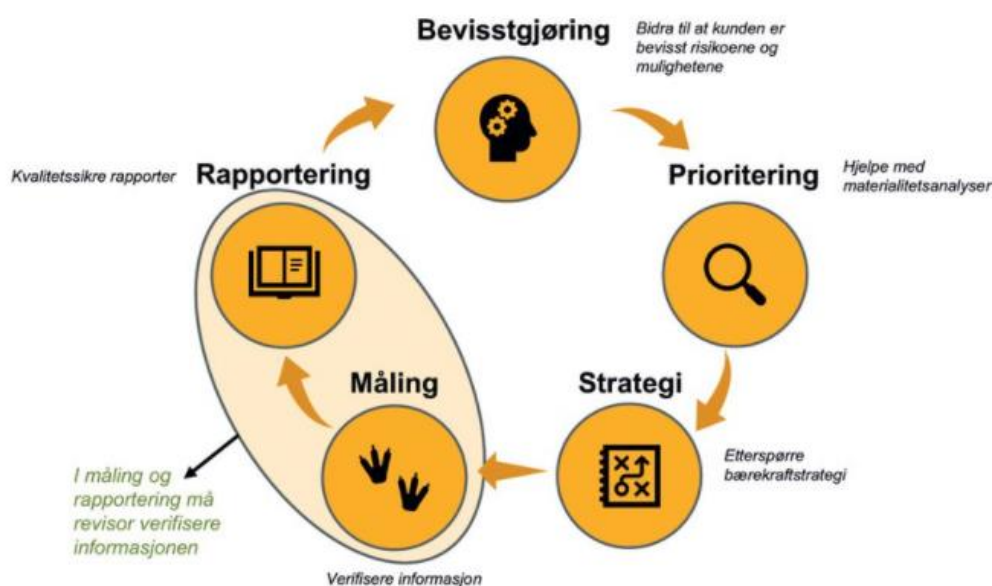 Bevisstgjøring
Bidra til at kunden er
bevisst risikoene og
mulighetene
Prioritering
Hjelpe med
materialitetsanalyser
Strategi
Etterspørre
bærekraftstrategi
Måling
Verifisere informasjon
Rapportering
Kvalitetssikre rapporter
I måling og
rapportering må
revisor verifisere
informasjonen